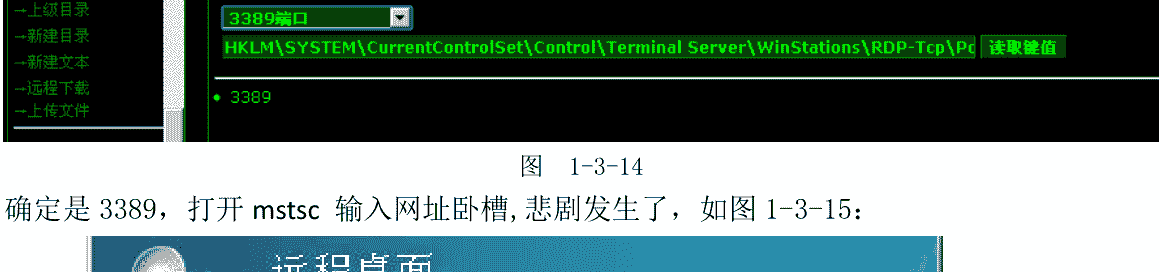 →上级目录
→新建目录
→新建文本
→远程下载
→上传文件
3389端口
HKLM\SYSTEM\CurrentControlSet\Control\Terminal Server\WinStations\RDP-Tcp\Po
读取键值
• 3389
图 1-3-14
确定是 3389，打开 mstsc 输入网址卧槽,悲剧发生了，如图 1-3-15：
远程桌面